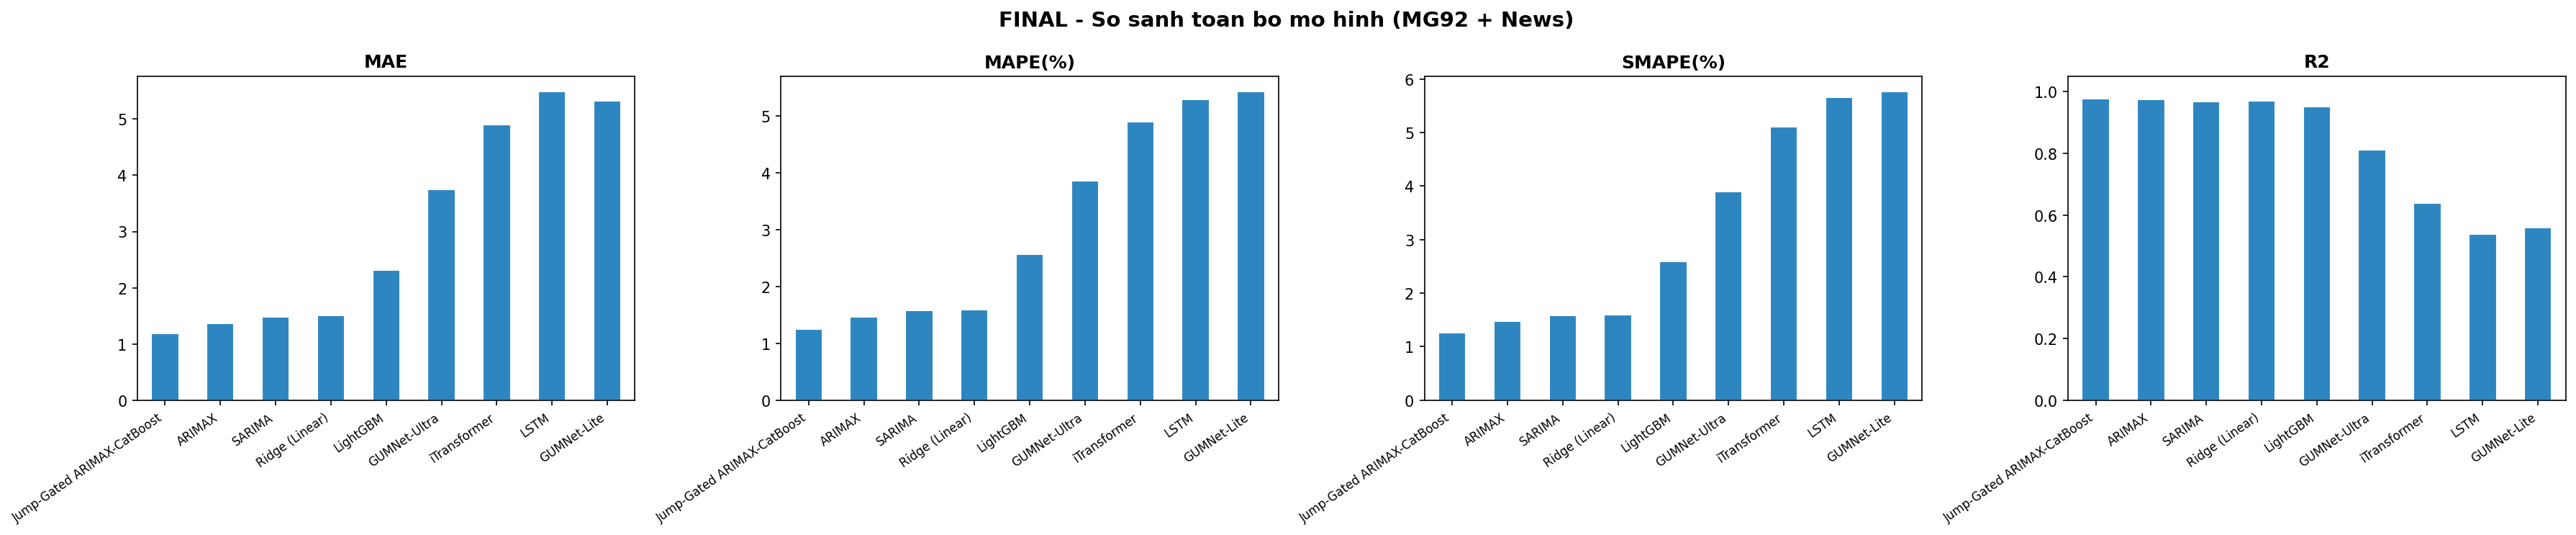 FINAL - So sanh toan bo mo hinh (MG92 + News)
MAE
5
4
3
2
1
0
Jump-Gated ARIMAX-CatBoost
ARIMAX
SARIMA
Ridge (Linear)
LightGBM
GUMNet-Ultra
iTransformer
LSTM
GUMNet-Lite
MAPE(%)
5
4
3
2
1
0
Jump-Gated ARIMAX-CatBoost
ARIMAX
SARIMA
Ridge (Linear)
LightGBM
GUMNet-Ultra
iTransformer
LSTM
GUMNet-Lite
SMAPE(%)
6
5
4
3
2
1
0
Jump-Gated ARIMAX-CatBoost
ARIMAX
SARIMA
Ridge (Linear)
LightGBM
GUMNet-Ultra
iTransformer
LSTM
GUMNet-Lite
R2
1.0
0.8
0.6
0.4
0.2
0.0
Jump-Gated ARIMAX-CatBoost
ARIMAX
SARIMA
Ridge (Linear)
LightGBM
GUMNet-Ultra
iTransformer
LSTM
GUMNet-Lite